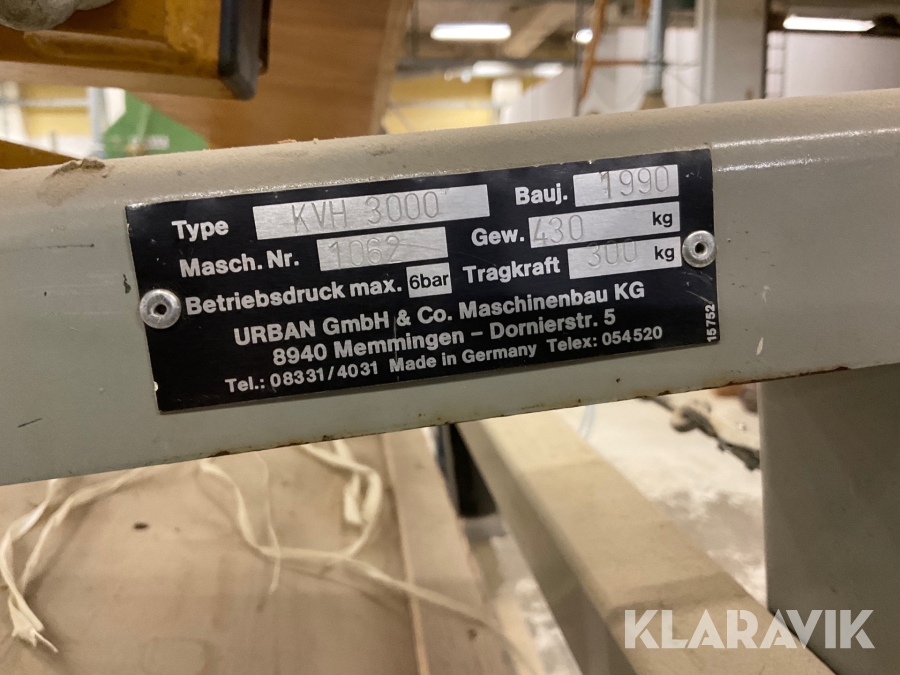 Type KVH 3000 Bauj. 1990
Masch. Nr. 1062 Gew. 430 kg
Betriebsdruck max. 6bar Tragkraft 300 kg
URBAN GmbH & Co. Maschinenbau KG
8940 Memmingen – Dornierstr. 5
Tel.: 08331/4031 Made in Germany Telex: 054520
15752
KLARAVIK